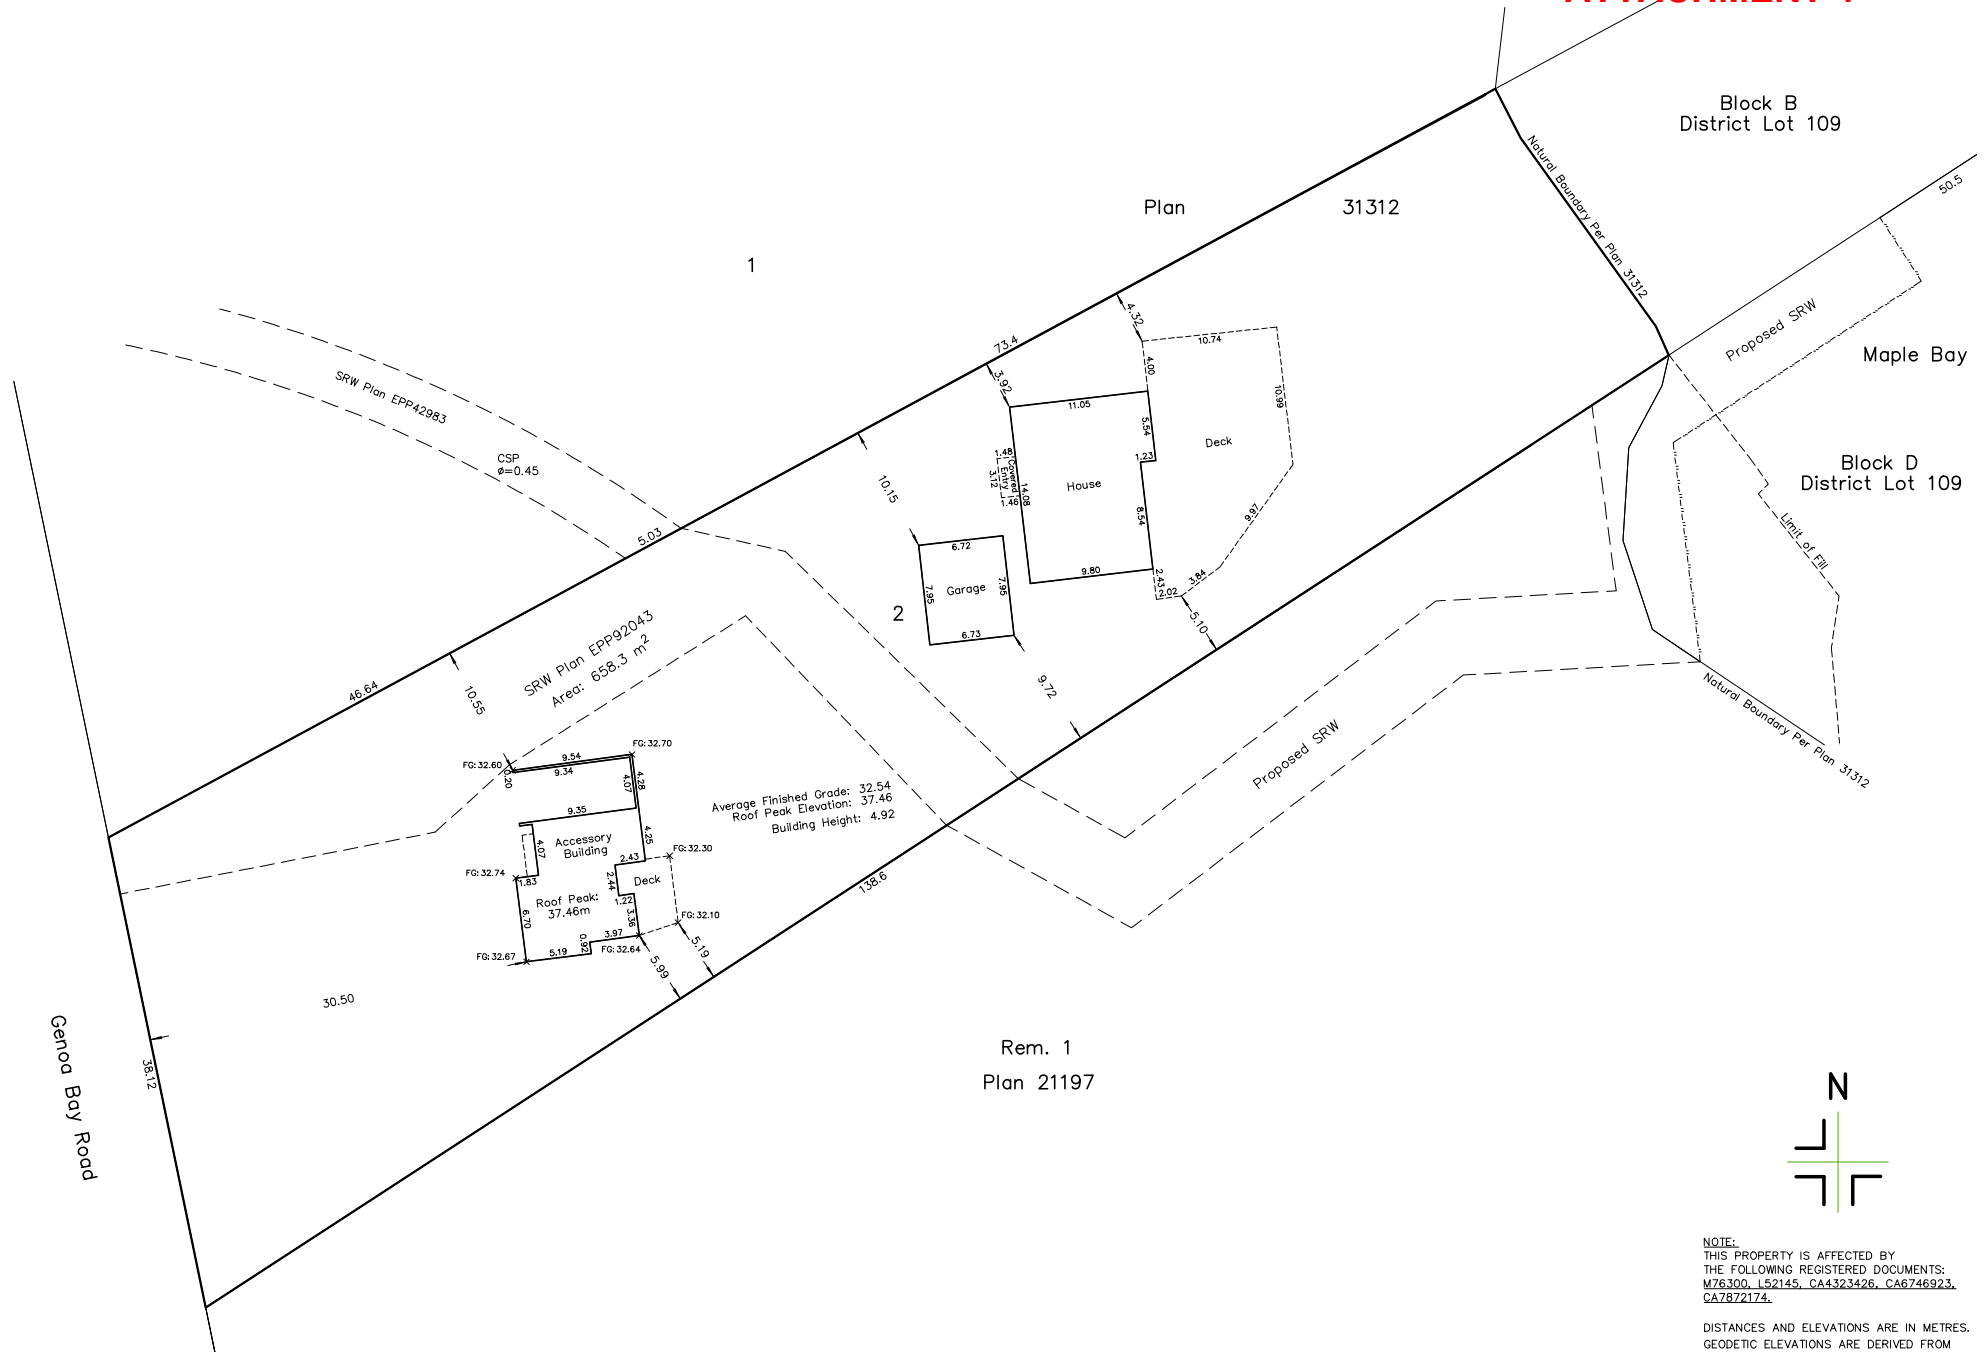 Block B
District Lot 109
Natural Boundary Per Plan 31312
50.5
Plan 31312
1
Proposed SRW
Maple Bay
4.32
73.4
10.74
4.00
3.92
SRW Plan EPP42983
11.05
10.99
5.54
Deck
CSP
ø=0.45
1.48
Covered
Entry
3.12
1.46
14.08
1.23
House
Block D
District Lot 109
10.15
8.54
9.97
Limit of Fill
5.03
6.72
9.80
2.43
3.84
2.02
Garage
7.95
7.95
2
6.73
5.10
SRW Plan EPP92043
Area: 658.3 m²
46.64
10.55
9.72
Natural Boundary Per Plan 31312
Proposed SRW
FG: 32.70
FG: 32.60
9.54
9.34
0.20
4.07
4.28
9.35
Average Finished Grade: 32.54
Roof Peak Elevation: 37.46
Building Height: 4.92
Accessory
Building
4.07
4.25
2.43
FG: 32.30
FG: 32.74
1.83
2.44
Deck
138.6
Roof Peak:
37.46m
1.22
6.70
3.36
FG: 32.10
3.97
0.92
FG: 32.64
5.19
FG: 32.67
5.19
5.99
30.50
Genoa Bay Road
38.12
Rem. 1
Plan 21197
N
NOTE:
THIS PROPERTY IS AFFECTED BY
THE FOLLOWING REGISTERED DOCUMENTS:
M76300, L52145, CA4323426, CA6746923,
CA7872174.
DISTANCES AND ELEVATIONS ARE IN METRES.
GEODETIC ELEVATIONS ARE DERIVED FROM